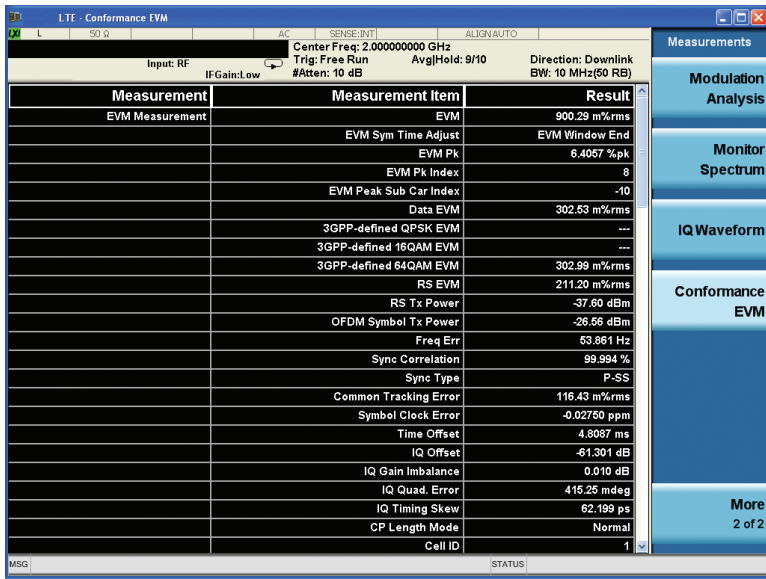 LTE - Conformance EVM
LXI L 50 Ω AC SENSE:INT ALIGN AUTO
Center Freq: 2.000000000 GHz
Input: RF Trig: Free Run Avg|Hold: 9/10 Direction: Downlink
IFGain:Low #Atten: 10 dB BW: 10 MHz(50 RB)
Measurement Measurement Item Result
EVM Measurement EVM 900.29 m%rms
EVM Sym Time Adjust EVM Window End
EVM Pk 6.4057 %pk
EVM Pk Index 8
EVM Peak Sub Car Index -10
Data EVM 302.53 m%rms
3GPP-defined QPSK EVM ---
3GPP-defined 16QAM EVM ---
3GPP-defined 64QAM EVM 302.99 m%rms
RS EVM 211.20 m%rms
RS Tx Power -37.60 dBm
OFDM Symbol Tx Power -26.56 dBm
Freq Err 53.861 Hz
Sync Correlation 99.994 %
Sync Type P-SS
Common Tracking Error 116.43 m%rms
Symbol Clock Error -0.02750 ppm
Time Offset 4.8087 ms
IQ Offset -61.301 dB
IQ Gain Imbalance 0.010 dB
IQ Quad. Error 415.25 mdeg
IQ Timing Skew 62.199 ps
CP Length Mode Normal
Cell ID 1
MSG STATUS
Measurements
Modulation
Analysis
Monitor
Spectrum
IQ Waveform
Conformance
EVM
More
2 of 2